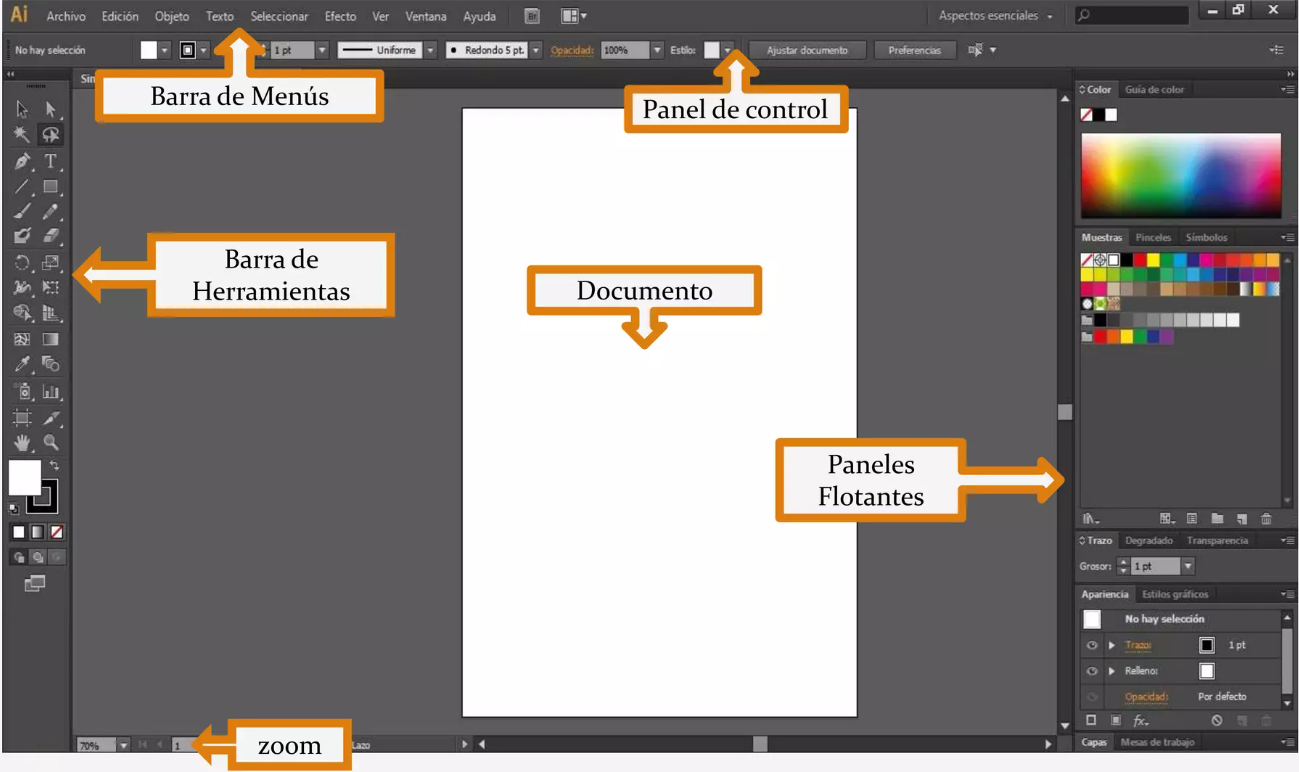 Ai Archivo Edición Objeto Texto Seleccionar Efecto Ver Ventana Ayuda Br Aspectos esenciales
No hay selección 1 pt Uniforme Redondo 5 pt. Opacidad: 100% Estilo: Ajustar documento Preferencias
Barra de Menús
Panel de control
Color Guía de color
Barra de
Herramientas
Documento
Muestras Pinceles Símbolos
Paneles
Flotantes
Trazo Degradado Transparencia
Grosor: 1 pt
Apariencia Estilos gráficos
No hay selección
Trazo: 1 pt
Relleno:
Opacidad: Por defecto
fx
Capas Mesas de trabajo
70% 1 Lazo
zoom